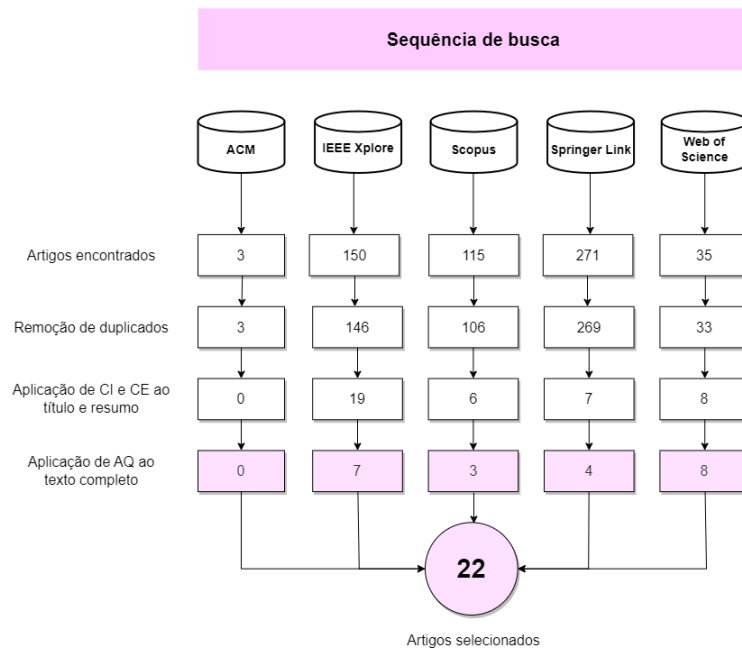 Sequência de busca
ACM
IEEE Xplore
Scopus
Springer Link
Web of
Science
Artigos encontrados
3
150
115
271
35
Remoção de duplicados
3
146
106
269
33
Aplicação de CI e CE ao
título e resumo
0
19
6
7
8
Aplicação de AQ ao
texto completo
0
7
3
4
8
22
Artigos selecionados